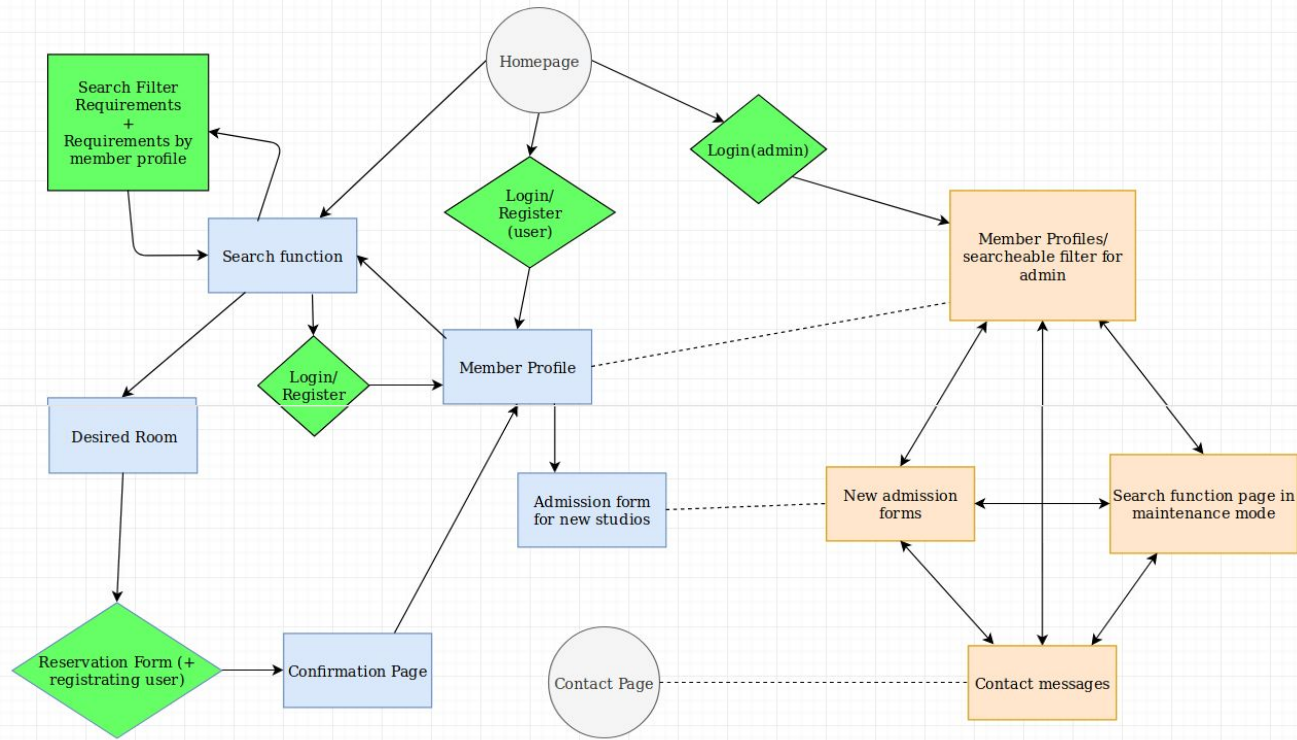 Homepage
Search Filter
Requirements
+
Requirements by
member profile
Login(admin)
Login/
Register
(user)
Search function
Member Profiles/
searcheable filter for
admin
Login/
Register
Member Profile
Desired Room
Admission form
for new studios
New admission
forms
Search function page in
maintenance mode
Reservation Form (+
registrating user)
Confirmation Page
Contact Page
Contact messages